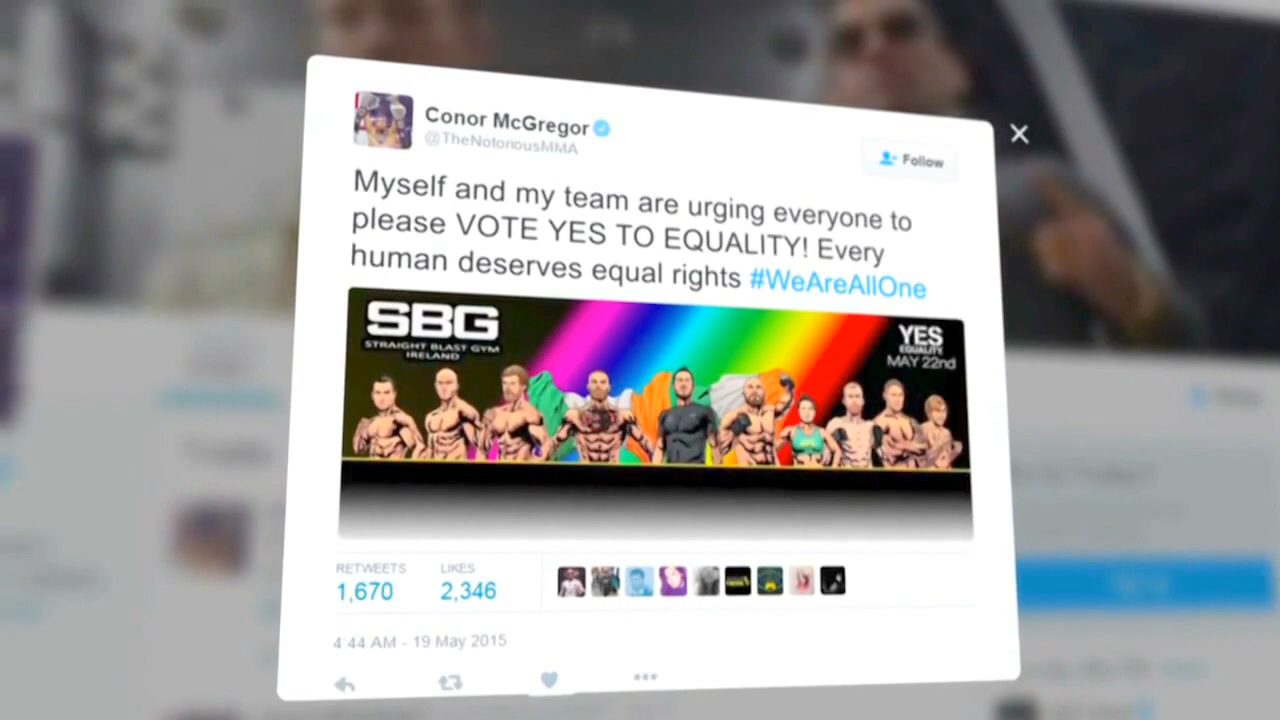 Conor McGregor
@TheNotoriousMMA
Follow
Myself and my team are urging everyone to
please VOTE YES TO EQUALITY! Every
human deserves equal rights #WeAreAllOne
SBG
STRAIGHT BLAST GYM
IRELAND
YES
EQUALITY
MAY 22nd
RETWEETS
1,670
LIKES
2,346
4:44 AM - 19 May 2015